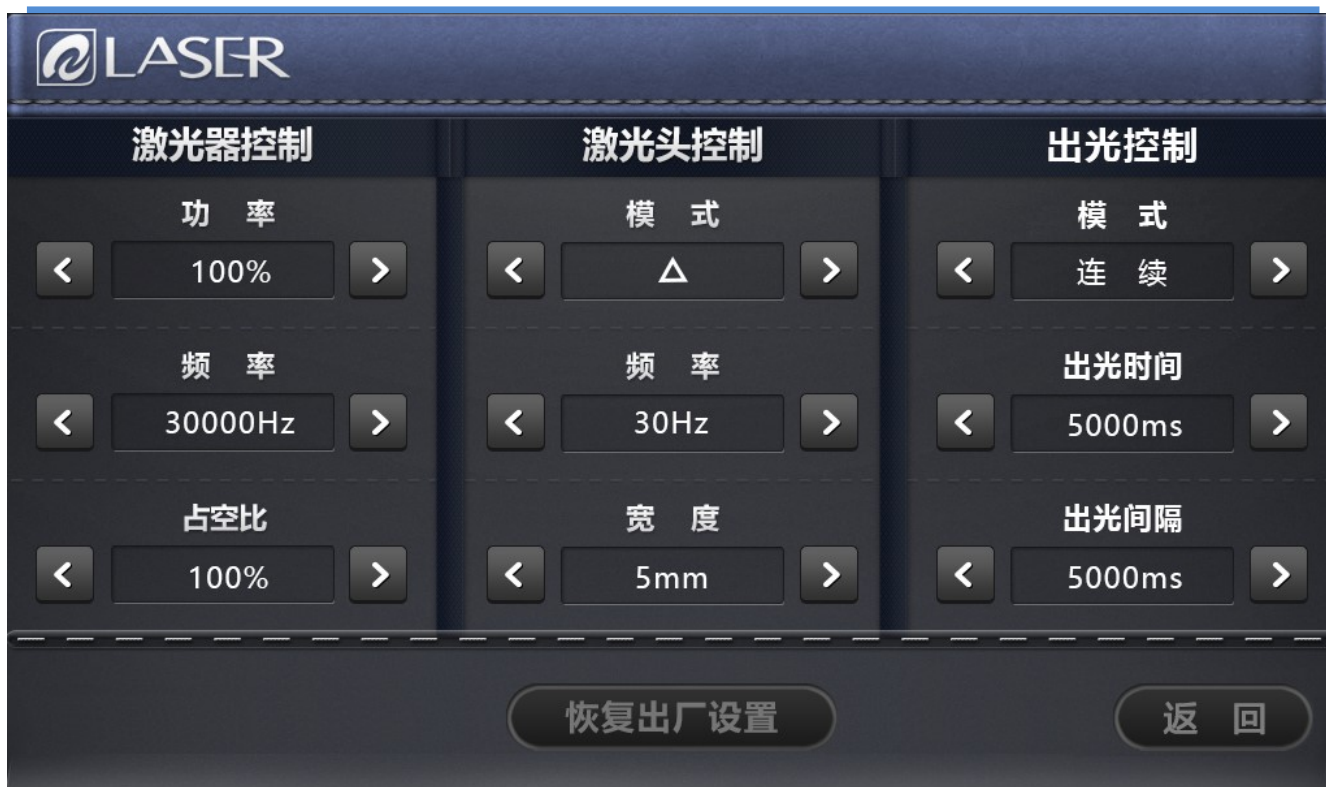 LASER
激光器控制 激光头控制 出光控制
功 率 模 式 模 式
100% △ 连 续
频 率 频 率 出光时间
30000Hz 30Hz 5000ms
占空比 宽 度 出光间隔
100% 5mm 5000ms
恢复出厂设置 返 回